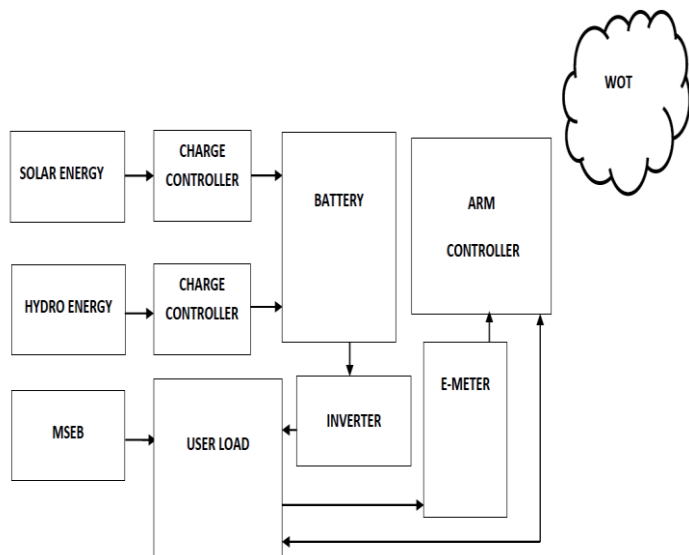 WOT
SOLAR ENERGY
CHARGE
CONTROLLER
BATTERY
ARM
CONTROLLER
HYDRO ENERGY
CHARGE
CONTROLLER
MSEB
USER LOAD
INVERTER
E-METER